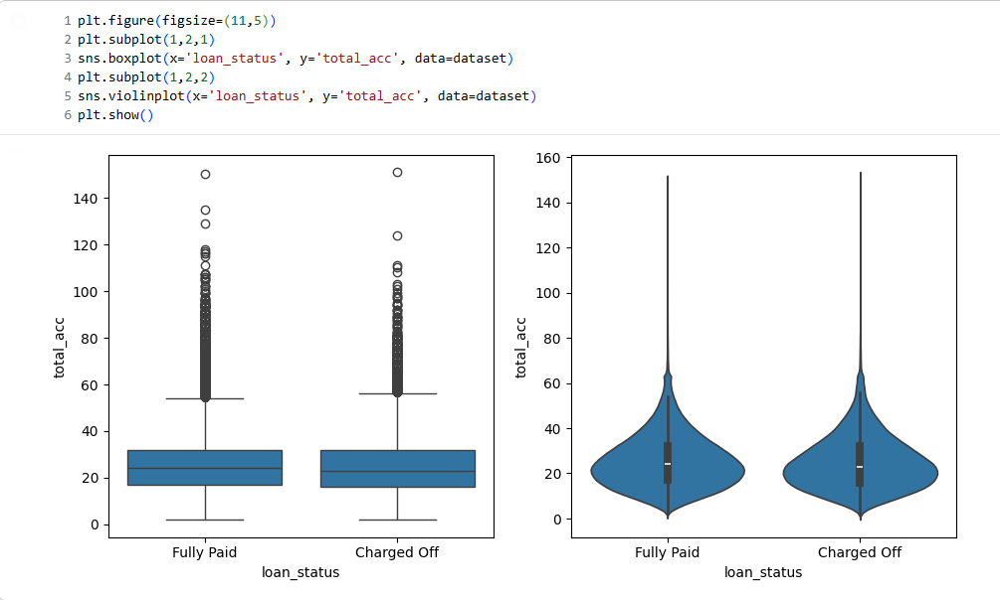 1 plt.figure(figsize=(11,5))
2 plt.subplot(1,2,1)
3 sns.boxplot(x='loan_status', y='total_acc', data=dataset)
4 plt.subplot(1,2,2)
5 sns.violinplot(x='loan_status', y='total_acc', data=dataset)
6 plt.show()
140
120
100
80
60
40
20
0
total_acc
Fully Paid
Charged Off
loan_status
160
140
120
100
80
60
40
20
0
total_acc
Fully Paid
Charged Off
loan_status